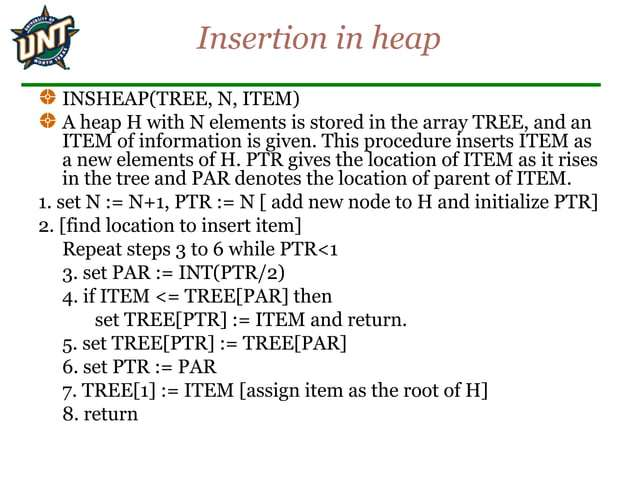 UNIVERSITY OF
UNT
NORTH TEXAS
Insertion in heap
INSHEAP(TREE, N, ITEM)
A heap H with N elements is stored in the array TREE, and an
ITEM of information is given. This procedure inserts ITEM as
a new elements of H. PTR gives the location of ITEM as it rises
in the tree and PAR denotes the location of parent of ITEM.
1. set N := N+1, PTR := N [ add new node to H and initialize PTR]
2. [find location to insert item]
Repeat steps 3 to 6 while PTR<1
3. set PAR := INT(PTR/2)
4. if ITEM <= TREE[PAR] then
set TREE[PTR] := ITEM and return.
5. set TREE[PTR] := TREE[PAR]
6. set PTR := PAR
7. TREE[1] := ITEM [assign item as the root of H]
8. return